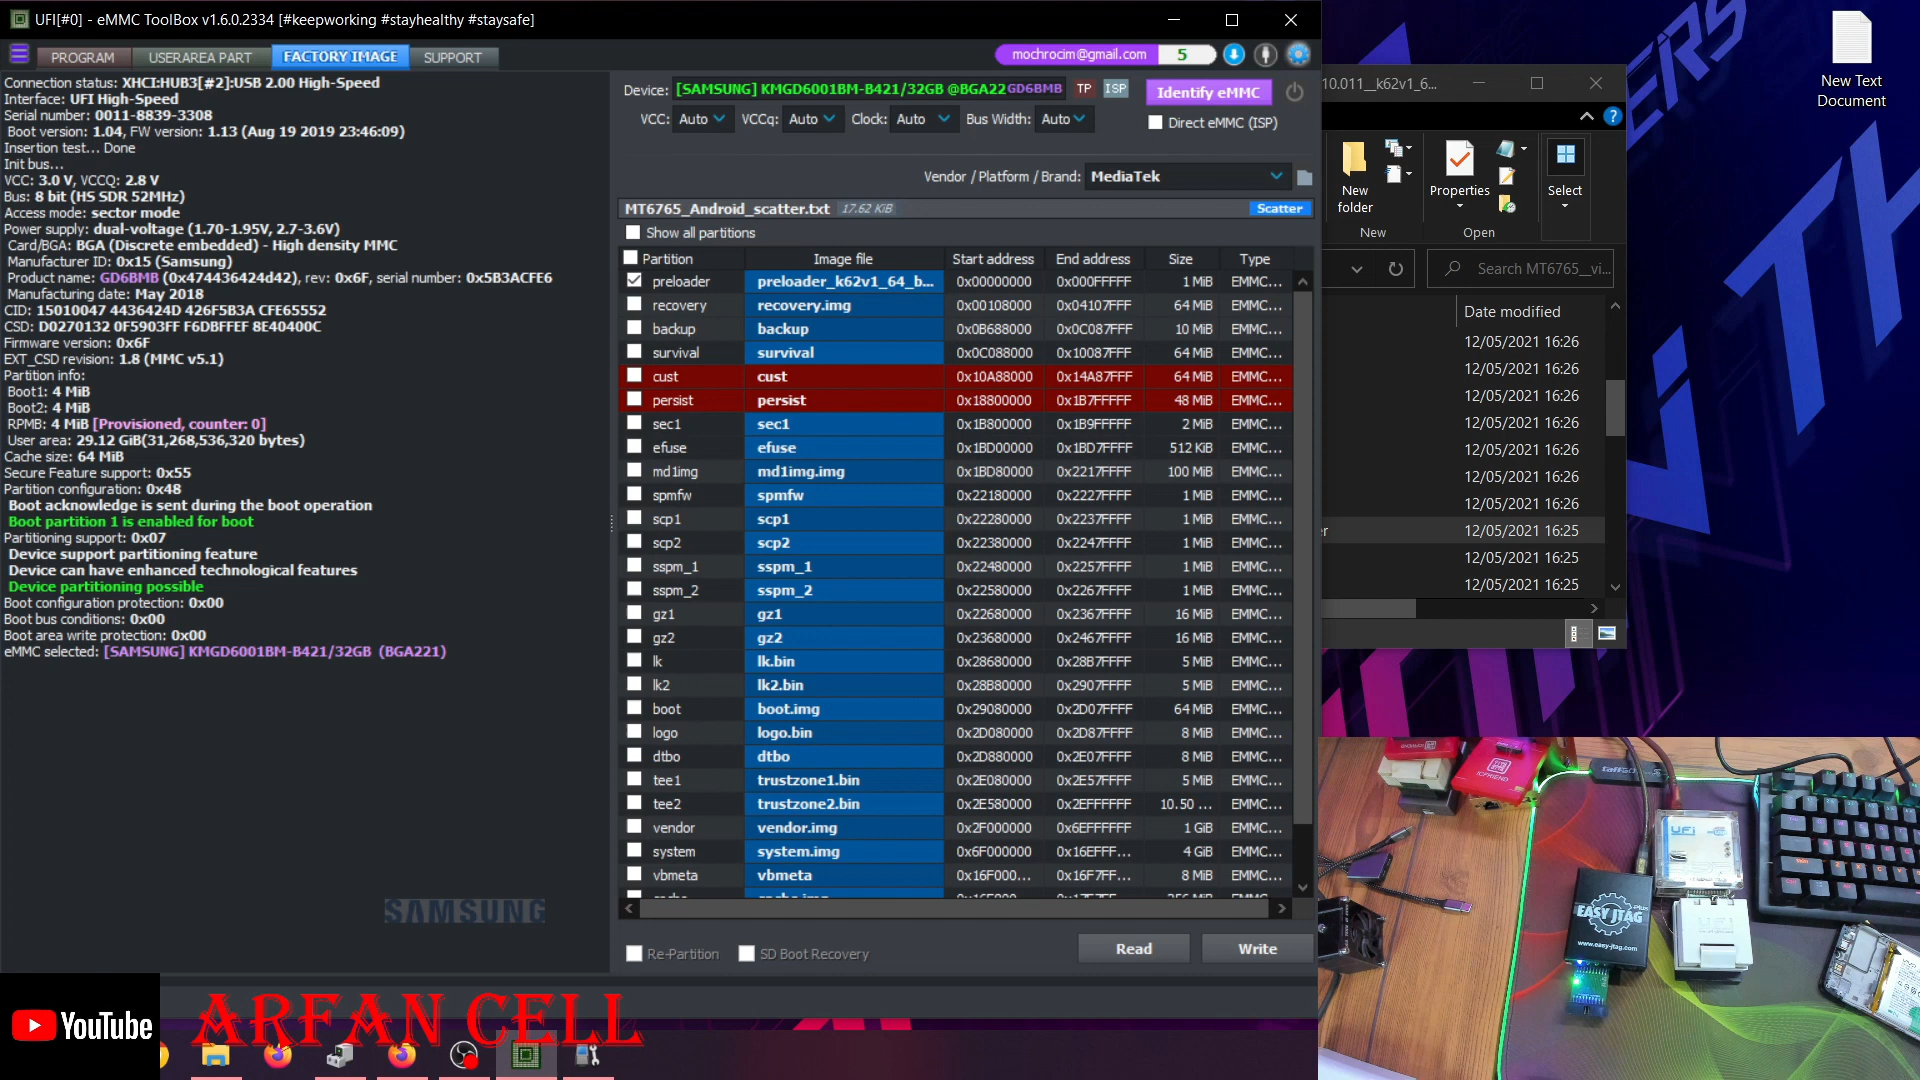 UFI[#0] - eMMC ToolBox v1.6.0.2334 [#keepworking #stayhealthy #staysafe]
PROGRAM USERAREA PART FACTORY IMAGE SUPPORT
mochrocim@gmail.com 5
Connection status: XHCI:HUB3[#2]:USB 2.00 High-Speed
Interface: UFI High-Speed
Serial number: 0011-8839-3308
Boot version: 1.04, FW version: 1.13 (Aug 19 2019 23:46:09)
Insertion test... Done
Init bus...
VCC: 3.0 V, VCCQ: 2.8 V
Bus: 8 bit (HS SDR 52MHz)
Access mode: sector mode
Power supply: dual-voltage (1.70-1.95V, 2.7-3.6V)
Card/BGA: BGA (Discrete embedded) - High density MMC
Manufacturer ID: 0x15 (Samsung)
Product name: GD6BMB (0x474436424d42), rev: 0x6F, serial number: 0x5B3ACFE6
Manufacturing date: May 2018
CID: 15010047 4436424D 426F5B3A CFE65552
CSD: D0270132 0F5903FF F6DBFFEF 8E40400C
Firmware version: 0x6F
EXT_CSD revision: 1.8 (MMC v5.1)
Partition info:
Boot1: 4 MiB
Boot2: 4 MiB
RPMB: 4 MiB [Provisioned, counter: 0]
User area: 29.12 GiB(31,268,536,320 bytes)
Cache size: 64 MiB
Secure Feature support: 0x55
Partition configuration: 0x48
Boot acknowledge is sent during the boot operation
Boot partition 1 is enabled for boot
Partitioning support: 0x07
Device support partitioning feature
Device can have enhanced technological features
Device partitioning possible
Boot configuration protection: 0x00
Boot bus conditions: 0x00
Boot area write protection: 0x00
eMMC selected: [SAMSUNG] KMGD6001BM-B421/32GB (BGA221)
SAMSUNG
Device: [SAMSUNG] KMGD6001BM-B421/32GB @BGA22 GD6BMB TP ISP Identify eMMC
VCC: Auto VCCq: Auto Clock: Auto Bus Width: Auto Direct eMMC (ISP)
Vendor / Platform / Brand: MediaTek
MT6765_Android_scatter.txt 17.62 KiB Scatter
Show all partitions
Partition Image file Start address End address Size Type
preloader preloader_k62v1_64_b... 0x00000000 0x000FFFFF 1 MiB EMMC...
recovery recovery.img 0x00108000 0x04107FFF 64 MiB EMMC...
backup backup 0x0B688000 0x0C087FFF 10 MiB EMMC...
survival survival 0x0C088000 0x10087FFF 64 MiB EMMC...
cust cust 0x10A88000 0x14A87FFF 64 MiB EMMC...
persist persist 0x18800000 0x1B7FFFFF 48 MiB EMMC...
sec1 sec1 0x1B800000 0x1B9FFFFF 2 MiB EMMC...
efuse efuse 0x1BD00000 0x1BD7FFFF 512 KiB EMMC...
md1img md1img.img 0x1BD80000 0x2217FFFF 100 MiB EMMC...
spmfw spmfw 0x22180000 0x2227FFFF 1 MiB EMMC...
scp1 scp1 0x22280000 0x2237FFFF 1 MiB EMMC...
scp2 scp2 0x22380000 0x2247FFFF 1 MiB EMMC...
sspm_1 sspm_1 0x22480000 0x2257FFFF 1 MiB EMMC...
sspm_2 sspm_2 0x22580000 0x2267FFFF 1 MiB EMMC...
gz1 gz1 0x22680000 0x2367FFFF 16 MiB EMMC...
gz2 gz2 0x23680000 0x2467FFFF 16 MiB EMMC...
lk lk.bin 0x28680000 0x28B7FFFF 5 MiB EMMC...
lk2 lk2.bin 0x28B80000 0x2907FFFF 5 MiB EMMC...
boot boot.img 0x29080000 0x2D07FFFF 64 MiB EMMC...
logo logo.bin 0x2D080000 0x2D87FFFF 8 MiB EMMC...
dtbo dtbo 0x2D880000 0x2E07FFFF 8 MiB EMMC...
tee1 trustzone1.bin 0x2E080000 0x2E57FFFF 5 MiB EMMC...
tee2 trustzone2.bin 0x2E580000 0x2EFFFFFF 10.50 ... EMMC...
vendor vendor.img 0x2F000000 0x6EFFFFFF 1 GiB EMMC...
system system.img 0x6F000000 0x16EFFF... 4 GiB EMMC...
vbmeta vbmeta 0x16F000... 0x16F7FF... 8 MiB EMMC...
Re-Partition SD Boot Recovery Read Write
10.011__k62v1_6...
New folder
Properties
Select
New Open
Search MT6765__vi...
Date modified
12/05/2021 16:26
12/05/2021 16:26
12/05/2021 16:26
12/05/2021 16:26
12/05/2021 16:26
12/05/2021 16:26
12/05/2021 16:26
er 12/05/2021 16:25
12/05/2021 16:25
12/05/2021 16:25
New Text
Document
ICFRIEND
UFi
EASY JTAG
plus
www.easy-jtag.com
YouTube
ARFAN CELL